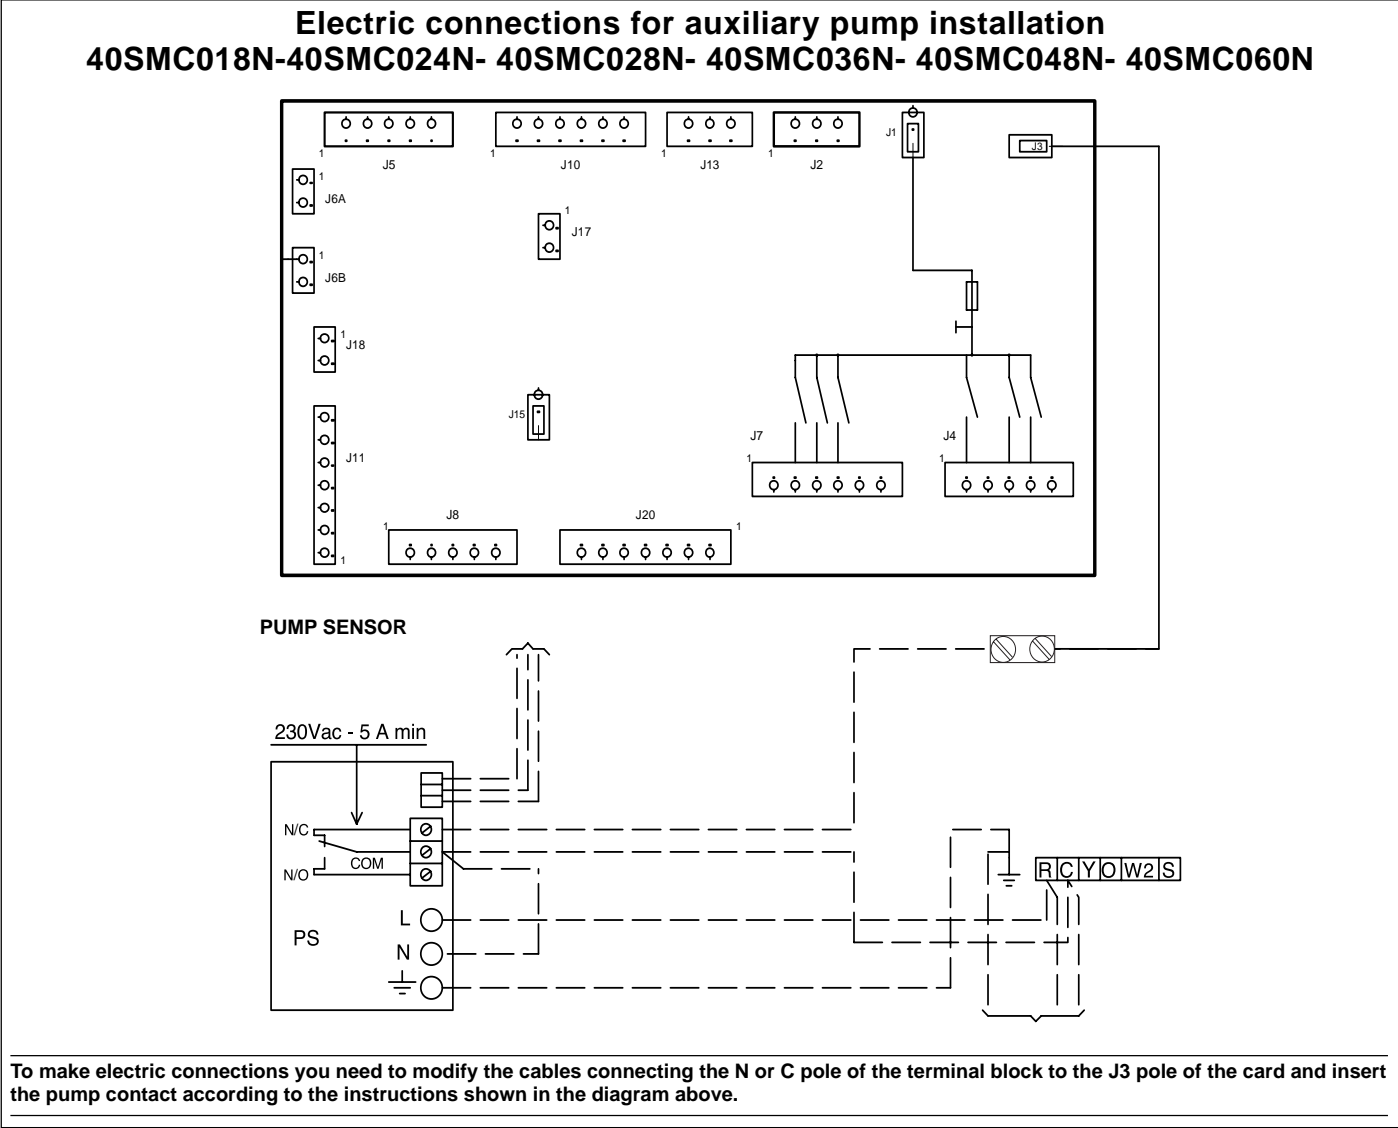 Electric connections for auxiliary pump installation
40SMC018N-40SMC024N- 40SMC028N- 40SMC036N- 40SMC048N- 40SMC060N
J1
J3
1
J5
1
J10
1
J13
1
J2
1
J6A
1
J17
1
J6B
1
J18
J15
J7
J4
1
1
J11
J8
J20
1
1
1
PUMP SENSOR
230Vac - 5 A min
N/C
COM
N/O
R C Y O W2 S
L
PS
N
To make electric connections you need to modify the cables connecting the N or C pole of the terminal block to the J3 pole of the card and insert
the pump contact according to the instructions shown in the diagram above.